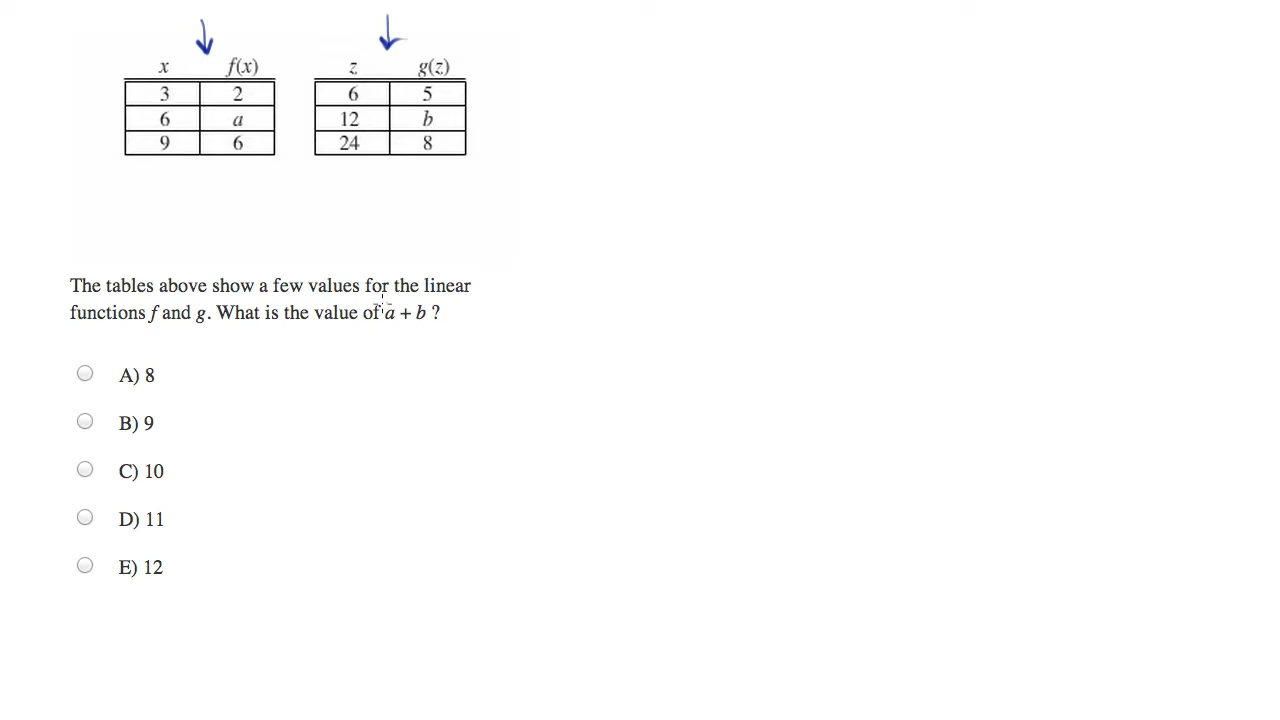 x f(x) z g(z)
3 2 6 5
6 a 12 b
9 6 24 8
The tables above show a few values for the linear
functions f and g. What is the value of a + b ?
A) 8
B) 9
C) 10
D) 11
E) 12